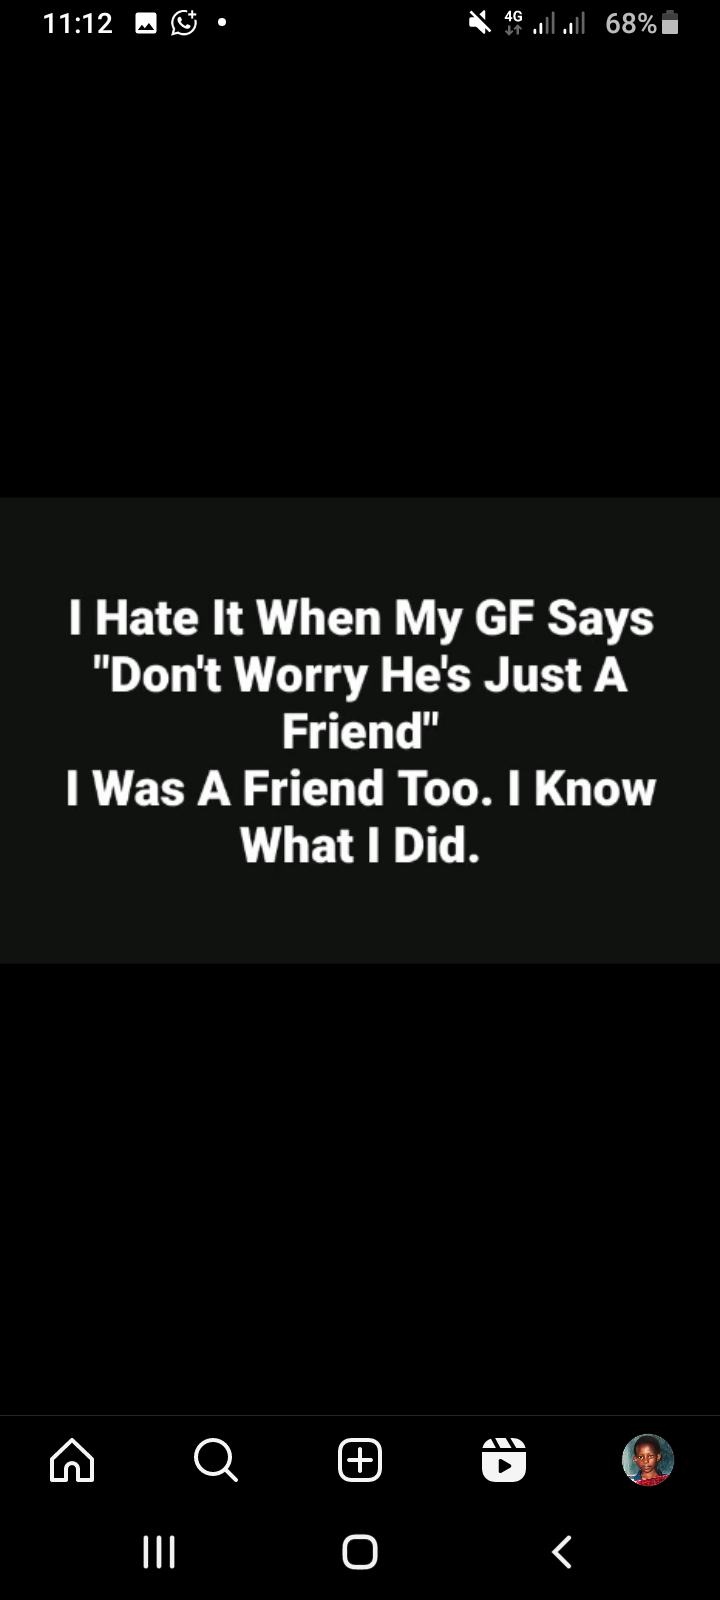 11:12 4G 68%
I Hate It When My GF Says
"Don't Worry He's Just A
Friend"
I Was A Friend Too. I Know
What I Did.